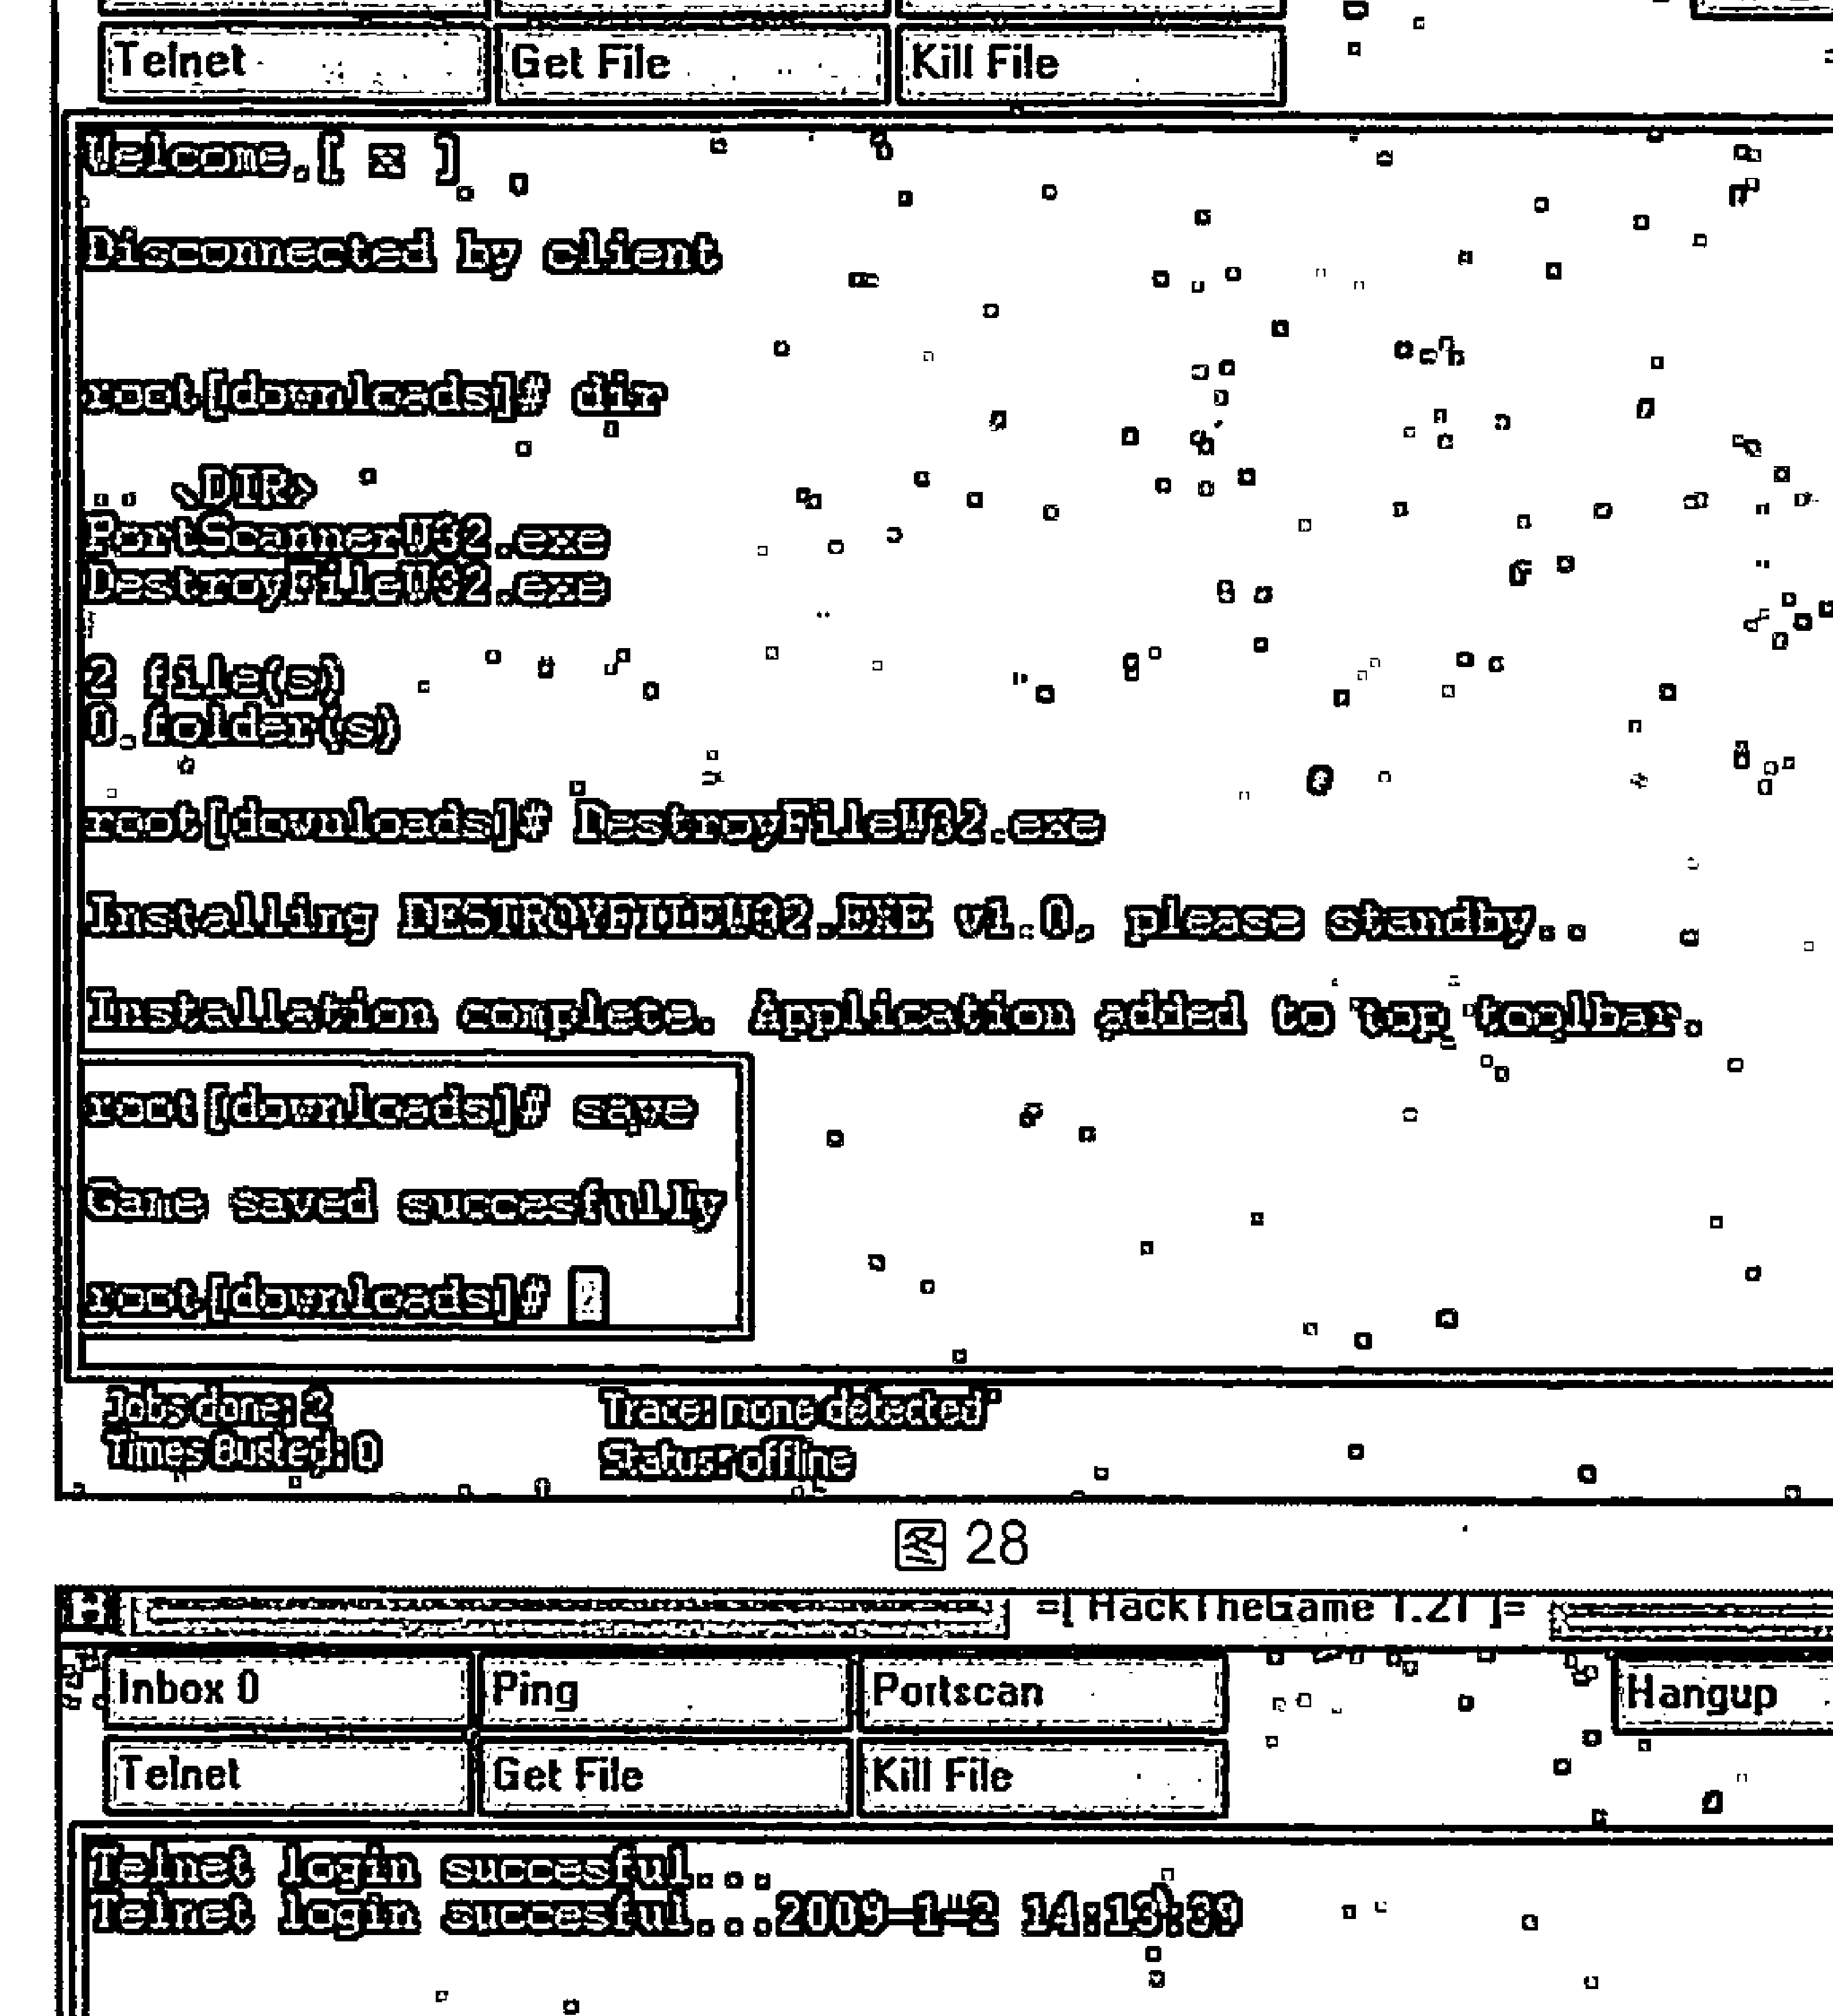 Telnet Get File Kill File
Welcome.[ x ]
Disconnected by client
root[downloads]# dir
.. <DIR>
PortScannerW32.exe
DestroyFileW32.exe
2 file(s)
0 folder(s)
root[downloads]# DestroyFileW32.exe
Installing DESTROYFILEW32.EXE v1.0, please standby..
Installation complete. Application added to top toolbar.
root[downloads]# save
Game saved succesfully
root[downloads]#
Jobs done: 2 Trace: none detected
Times Busted: 0 Status: offline
图 28
=[ HackTheGame 1.21 ]=
Inbox 0 Ping Portscan Hangup
Telnet Get File Kill File
Telnet login succesful...
Telnet login succesful...2009-1-2 14:13:39